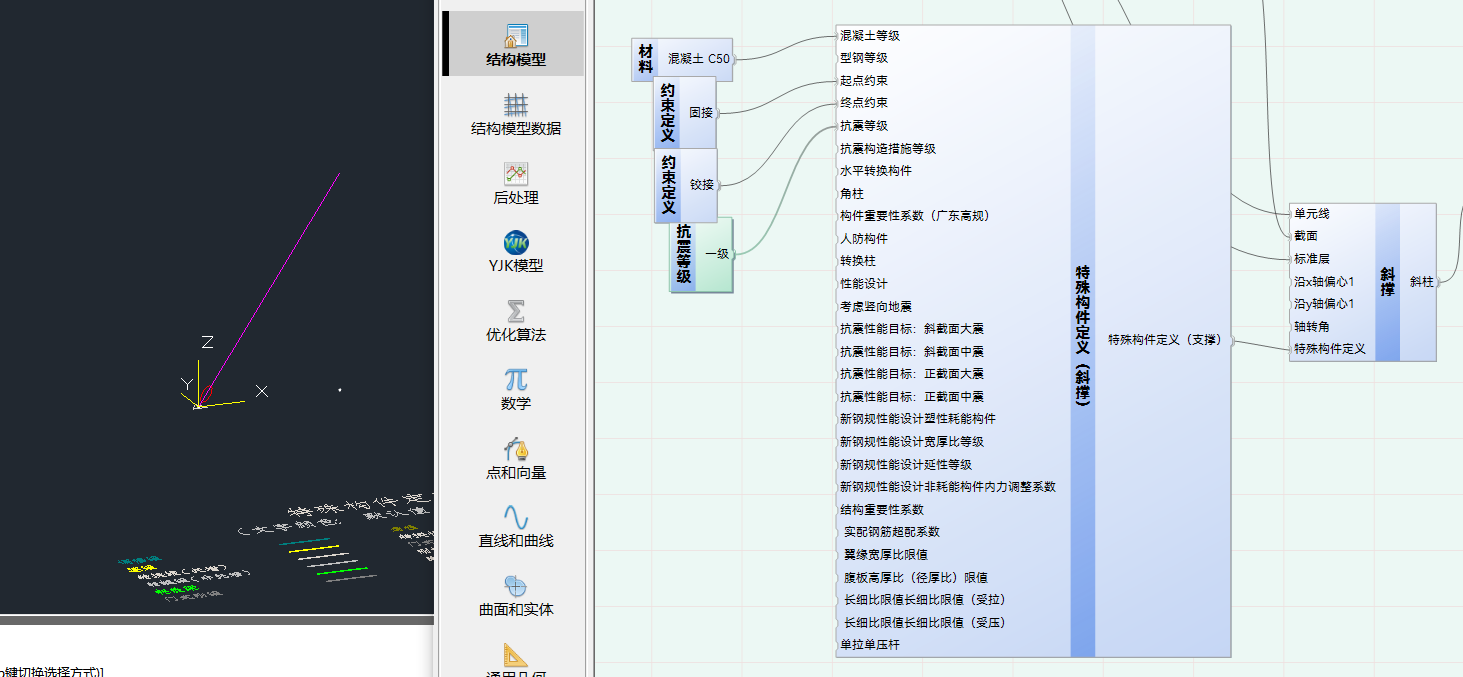 Z
Y
X
特殊构件定
默认值
键切换选择方式)]
结构模型
结构模型数据
后处理
YJK
YJK模型
优化算法
数学
点和向量
直线和曲线
曲面和实体
通用几何
材料
混凝土 C50
约束定义
固接
约束定义
铰接
抗震等级
一级
混凝土等级
型钢等级
起点约束
终点约束
抗震等级
抗震构造措施等级
水平转换构件
角柱
构件重要性系数（广东高规）
人防构件
转换柱
性能设计
考虑竖向地震
抗震性能目标：斜截面大震
抗震性能目标：斜截面中震
抗震性能目标：正截面大震
抗震性能目标：正截面中震
新钢规性能设计塑性耗能构件
新钢规性能设计宽厚比等级
新钢规性能设计延性等级
新钢规性能设计非耗能构件内力调整系数
结构重要性系数
实配钢筋超配系数
翼缘宽厚比限值
腹板高厚比（径厚比）限值
长细比限值长细比限值（受拉）
长细比限值长细比限值（受压）
单拉单压杆
特殊构件定义（斜撑）
特殊构件定义（支撑）
单元线
截面
标准层
沿x轴偏心1
沿y轴偏心1
轴转角
特殊构件定义
斜撑
斜柱